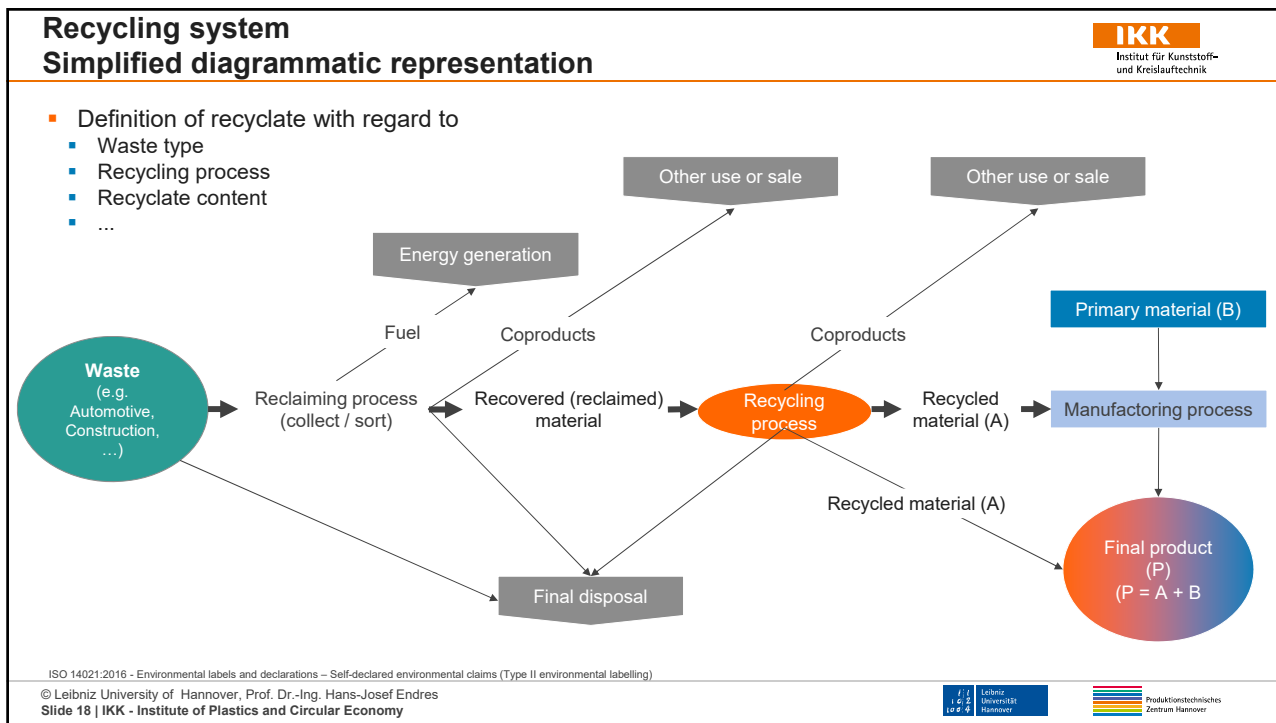 Recycling system
Simplified diagrammatic representation
IKK
Institut für Kunststoff-
und Kreislauftechnik
Definition of recyclate with regard to
Waste type
Recycling process
Recyclate content
...
Other use or sale
Other use or sale
Energy generation
Fuel
Coproducts
Coproducts
Primary material (B)
Waste
(e.g.
Automotive,
Construction,
…)
Reclaiming process
(collect / sort)
Recovered (reclaimed)
material
Recycling
process
Recycled
material (A)
Manufactoring process
Recycled material (A)
Final product
(P)
(P = A + B
Final disposal
ISO 14021:2016 - Environmental labels and declarations – Self-declared environmental claims (Type II environmental labelling)
© Leibniz University of Hannover, Prof. Dr.-Ing. Hans-Josef Endres
Slide 18 | IKK - Institute of Plastics and Circular Economy
Leibniz
Universität
Hannover
Produktionstechnisches
Zentrum Hannover